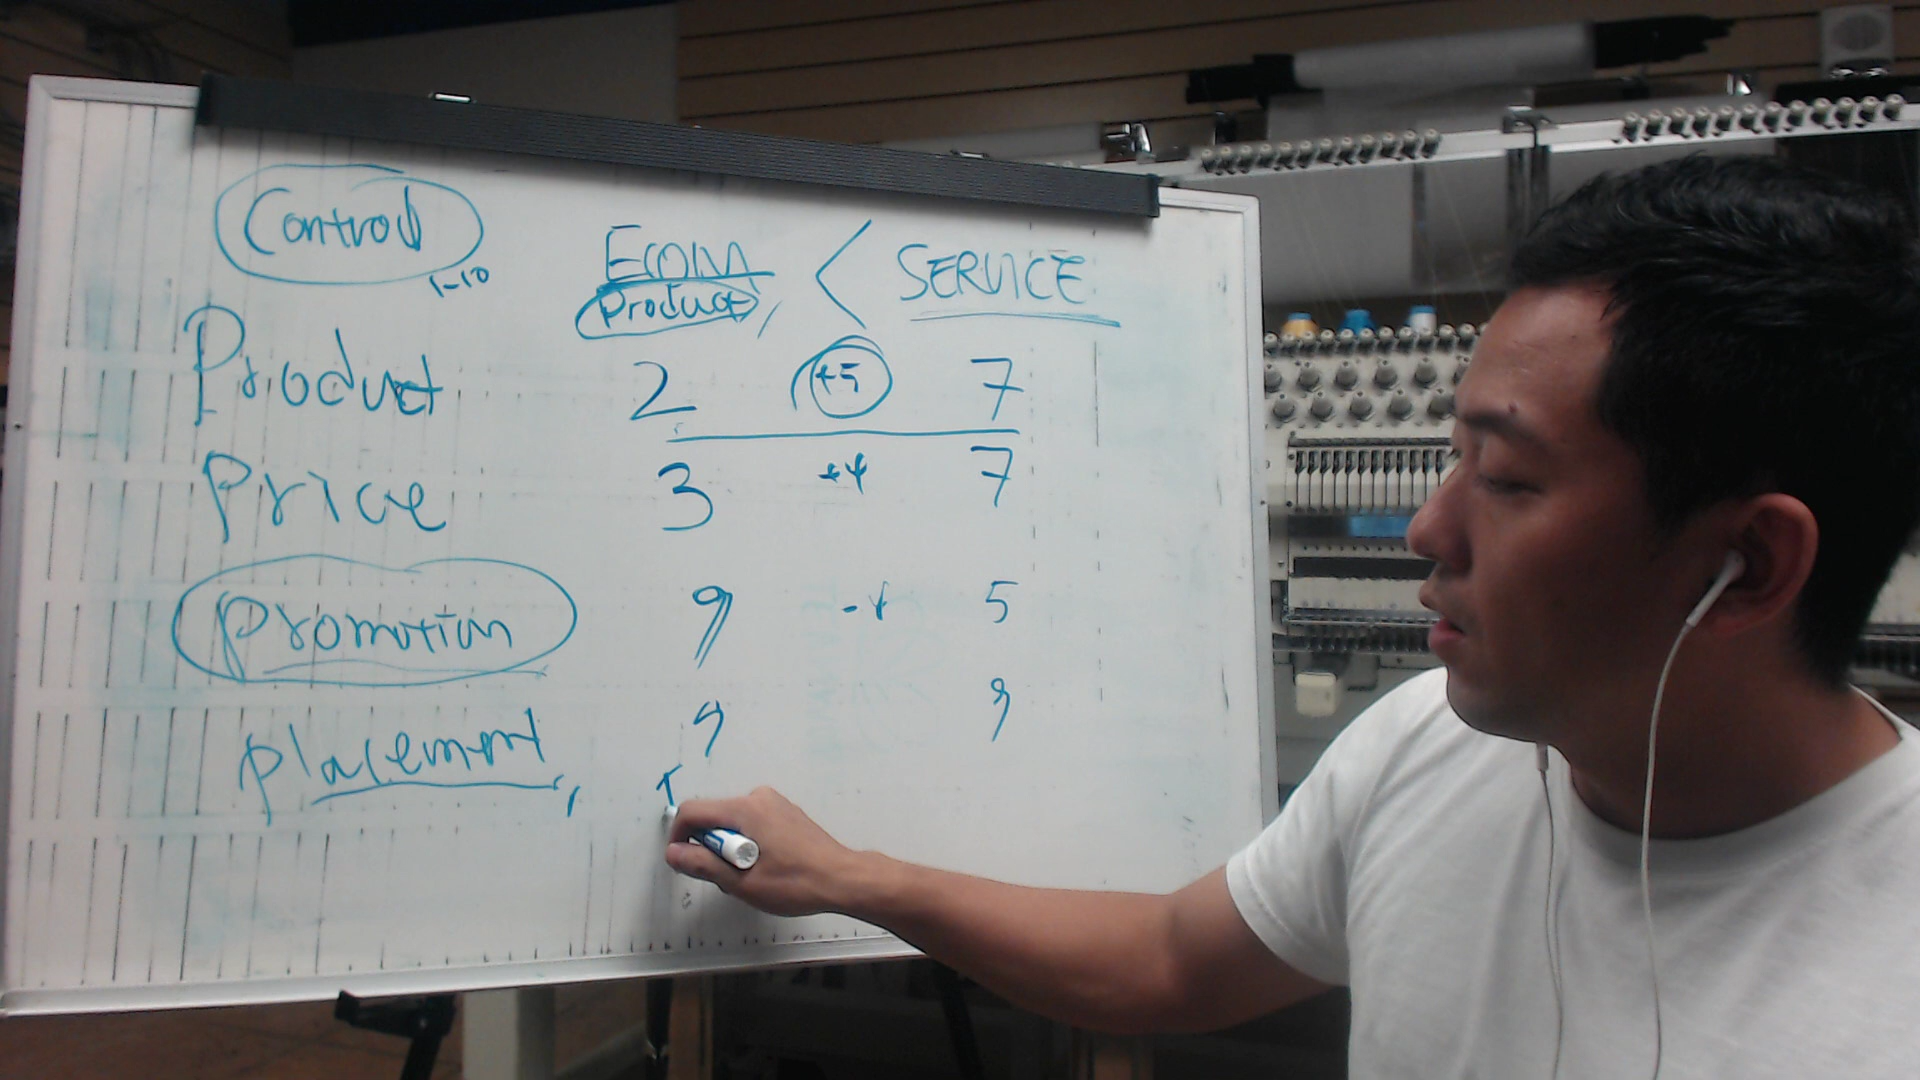 Control
1-10
Ecom < SERVICE
Product
Product 2 +5 7
Price 3 +4 7
Promotion 9 -4 5
Placement, 9 9